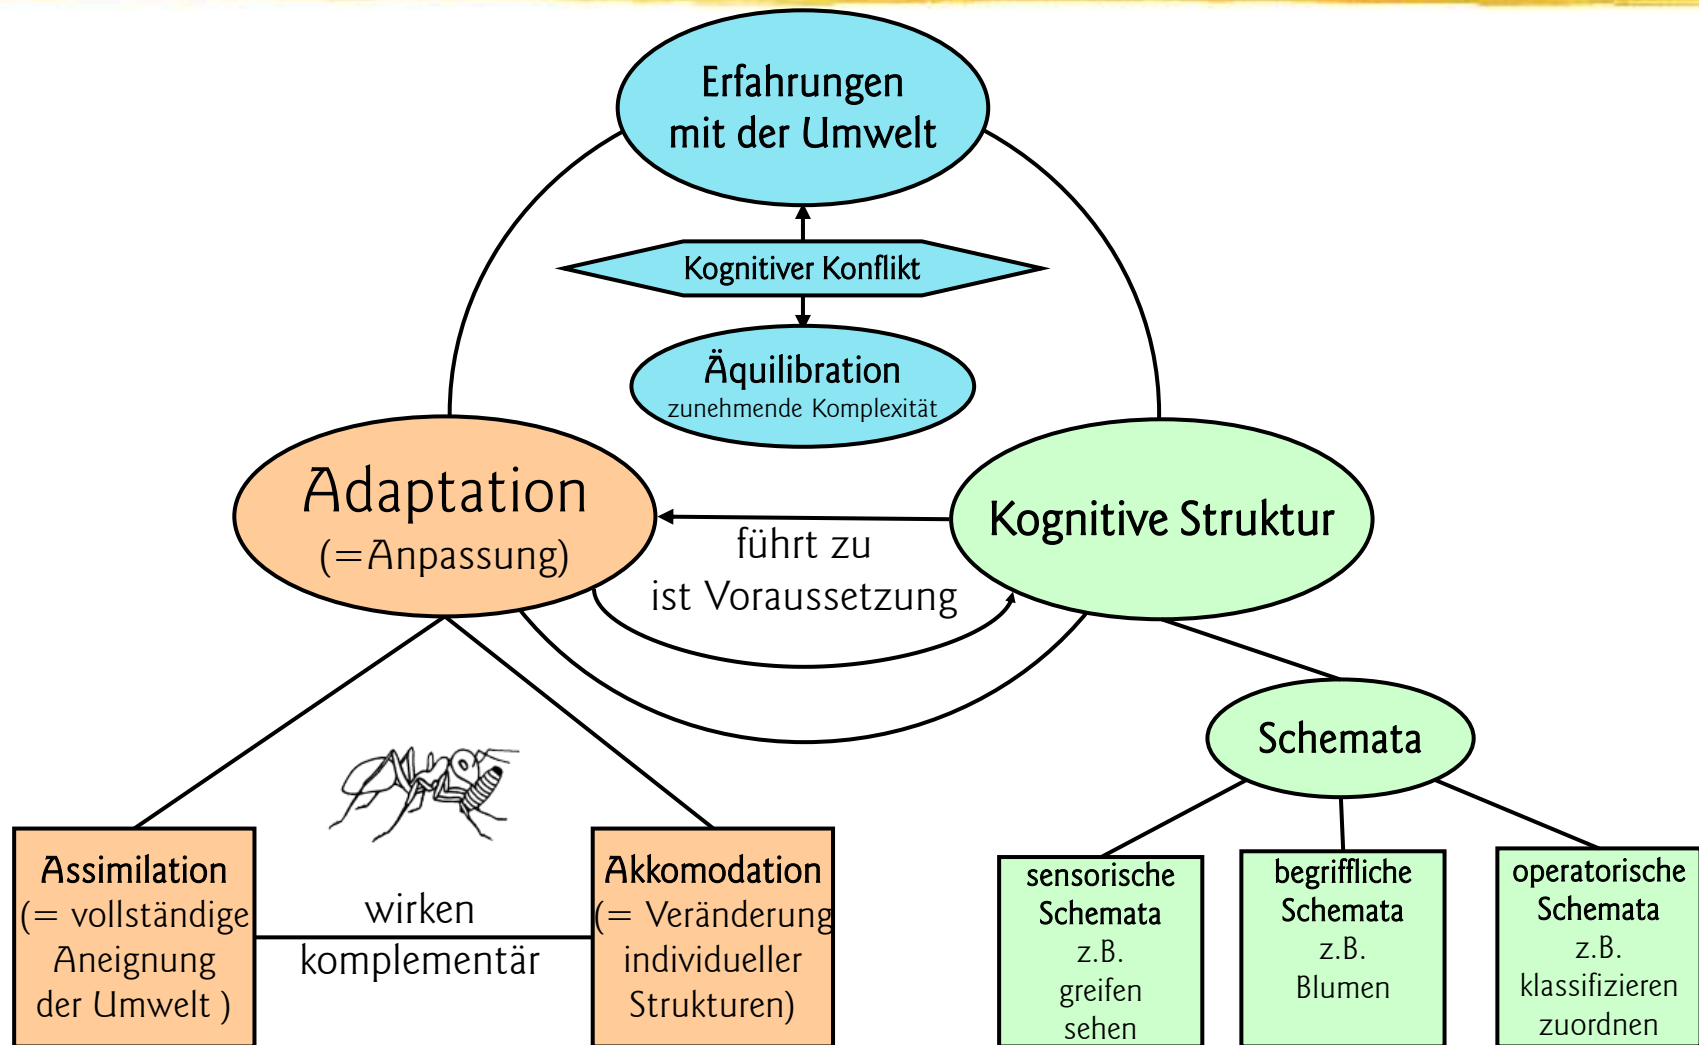 Erfahrungen
mit der Umwelt
Kognitiver Konflikt
Äquilibration
zunehmende Komplexität
Adaptation
(=Anpassung)
führt zu
ist Voraussetzung
Kognitive Struktur
Schemata
Assimilation
(= vollständige
Aneignung
der Umwelt )
wirken
komplementär
Akkomodation
(= Veränderung
individueller
Strukturen)
sensorische
Schemata
z.B.
greifen
sehen
begriffliche
Schemata
z.B.
Blumen
operatorische
Schemata
z.B.
klassifizieren
zuordnen